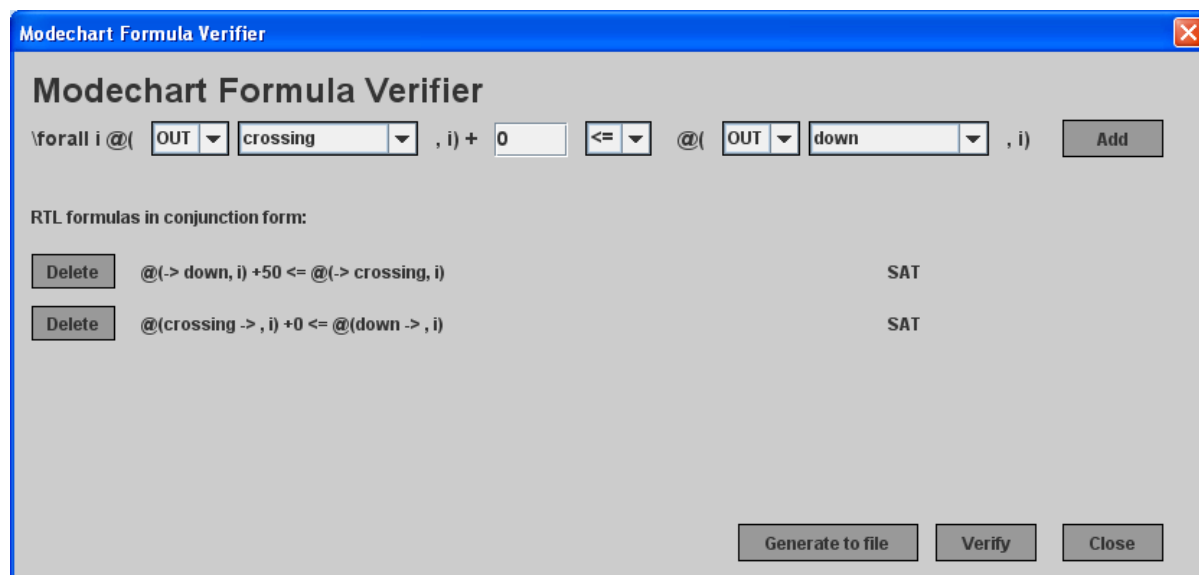 Modechart Formula Verifier
Modechart Formula Verifier
\forall i @( OUT crossing , i) + 0 <= @( OUT down , i) Add
RTL formulas in conjunction form:
Delete @(-> down, i) +50 <= @(-> crossing, i) SAT
Delete @(crossing -> , i) +0 <= @(down -> , i) SAT
Generate to file Verify Close